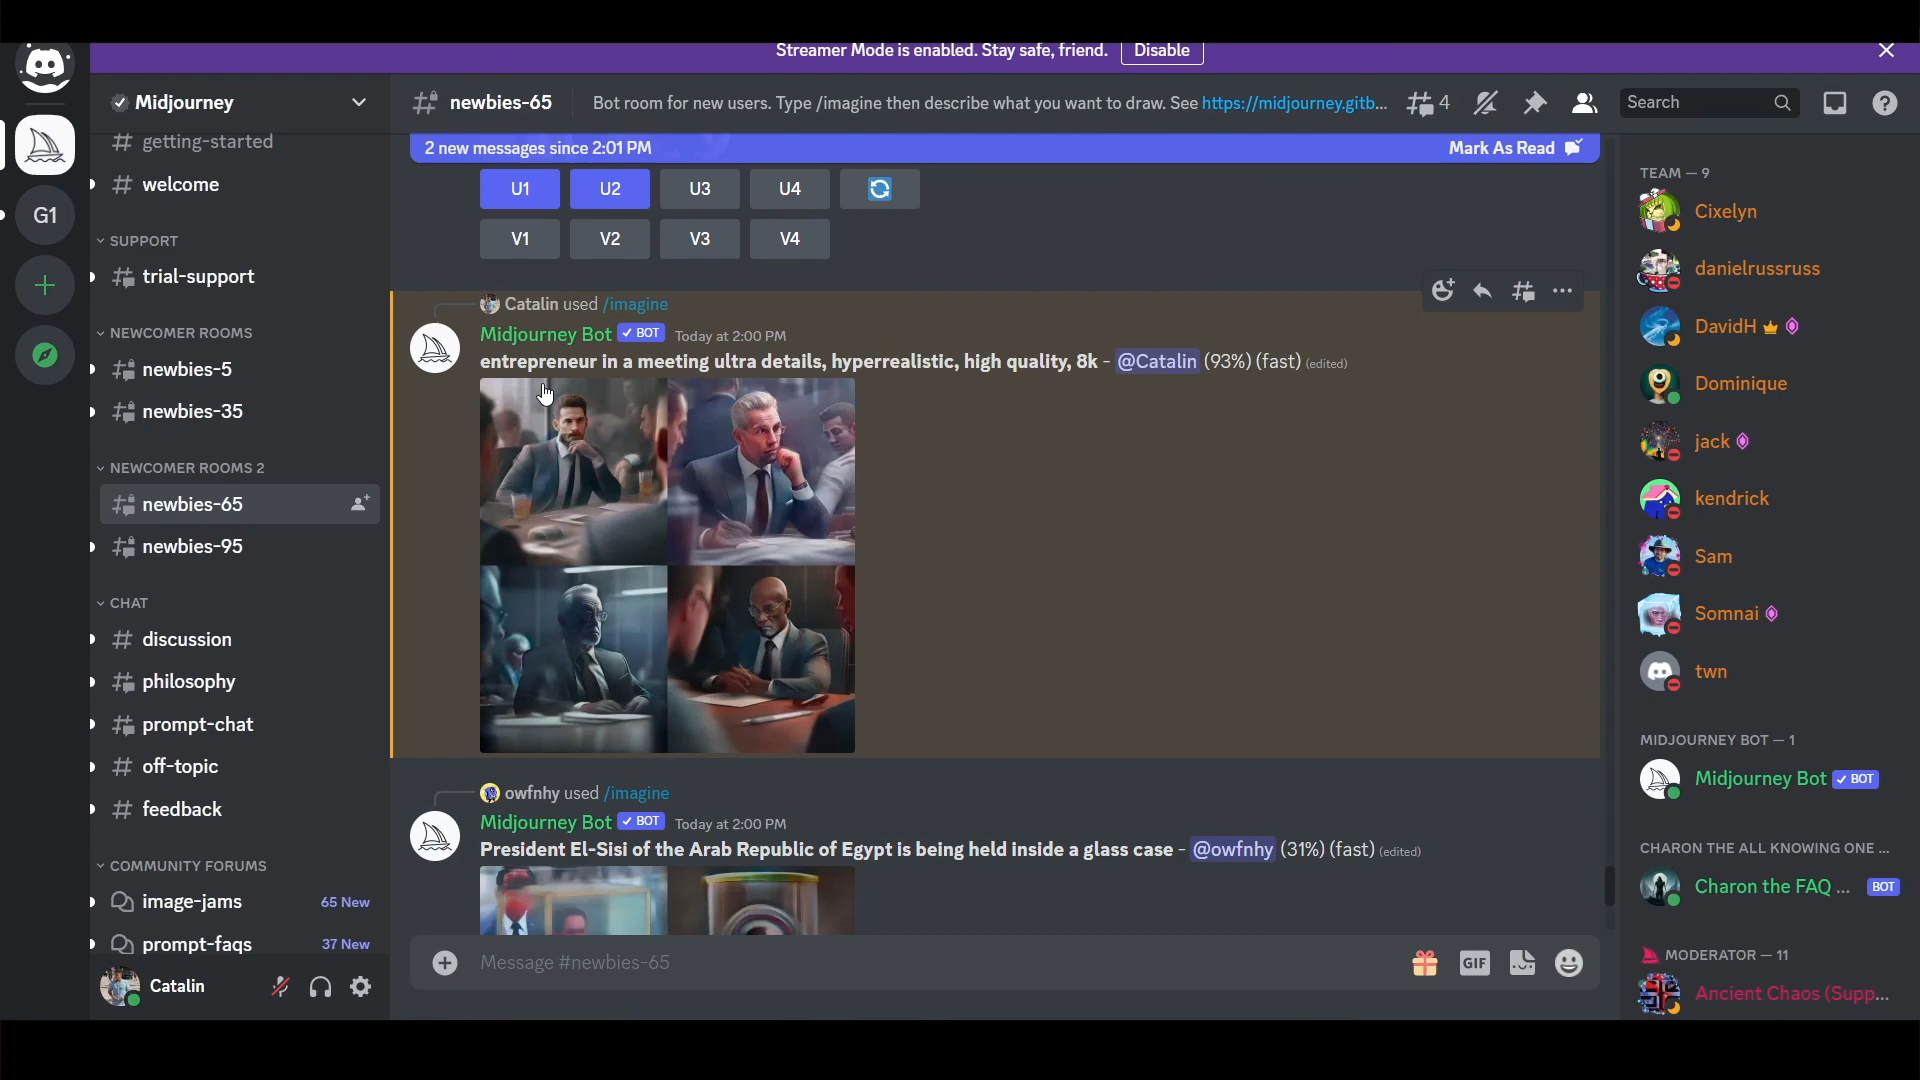 Streamer Mode is enabled. Stay safe, friend. Disable
Midjourney
getting-started
welcome
SUPPORT
trial-support
NEWCOMER ROOMS
newbies-5
newbies-35
NEWCOMER ROOMS 2
newbies-65
newbies-95
CHAT
discussion
philosophy
prompt-chat
off-topic
feedback
COMMUNITY FORUMS
image-jams 65 New
prompt-faqs 37 New
Catalin
G1
newbies-65 Bot room for new users. Type /imagine then describe what you want to draw. See https://midjourney.gitb... 4 Search
2 new messages since 2:01 PM Mark As Read
U1 U2 U3 U4
V1 V2 V3 V4
Catalin used /imagine
Midjourney Bot ✓ BOT Today at 2:00 PM
entrepreneur in a meeting ultra details, hyperrealistic, high quality, 8k - @Catalin (93%) (fast) (edited)
owfnhy used /imagine
Midjourney Bot ✓ BOT Today at 2:00 PM
President El-Sisi of the Arab Republic of Egypt is being held inside a glass case - @owfnhy (31%) (fast) (edited)
Message #newbies-65
GIF
TEAM — 9
Cixelyn
danielrussruss
DavidH
Dominique
jack
kendrick
Sam
Somnai
twn
MIDJOURNEY BOT — 1
Midjourney Bot ✓ BOT
CHARON THE ALL KNOWING ONE ...
Charon the FAQ ... BOT
MODERATOR — 11
Ancient Chaos (Supp...